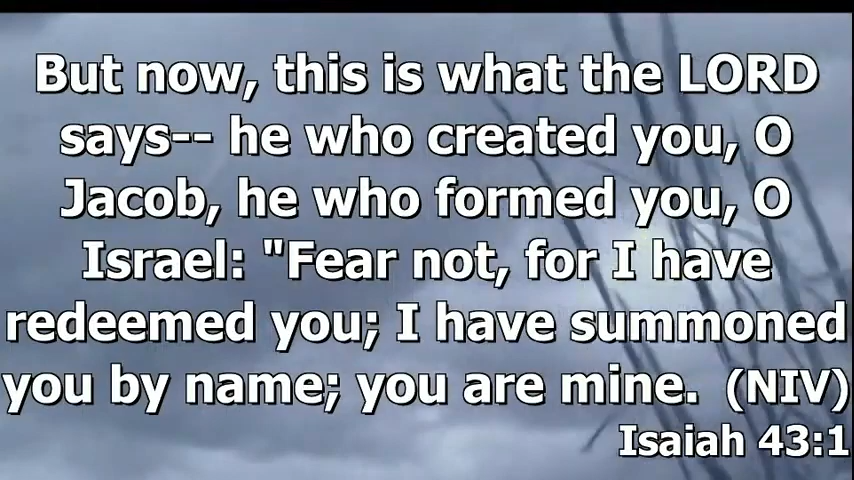 But now, this is what the LORD
says-- he who created you, O
Jacob, he who formed you, O
Israel: "Fear not, for I have
redeemed you; I have summoned
you by name; you are mine. (NIV)
Isaiah 43:1